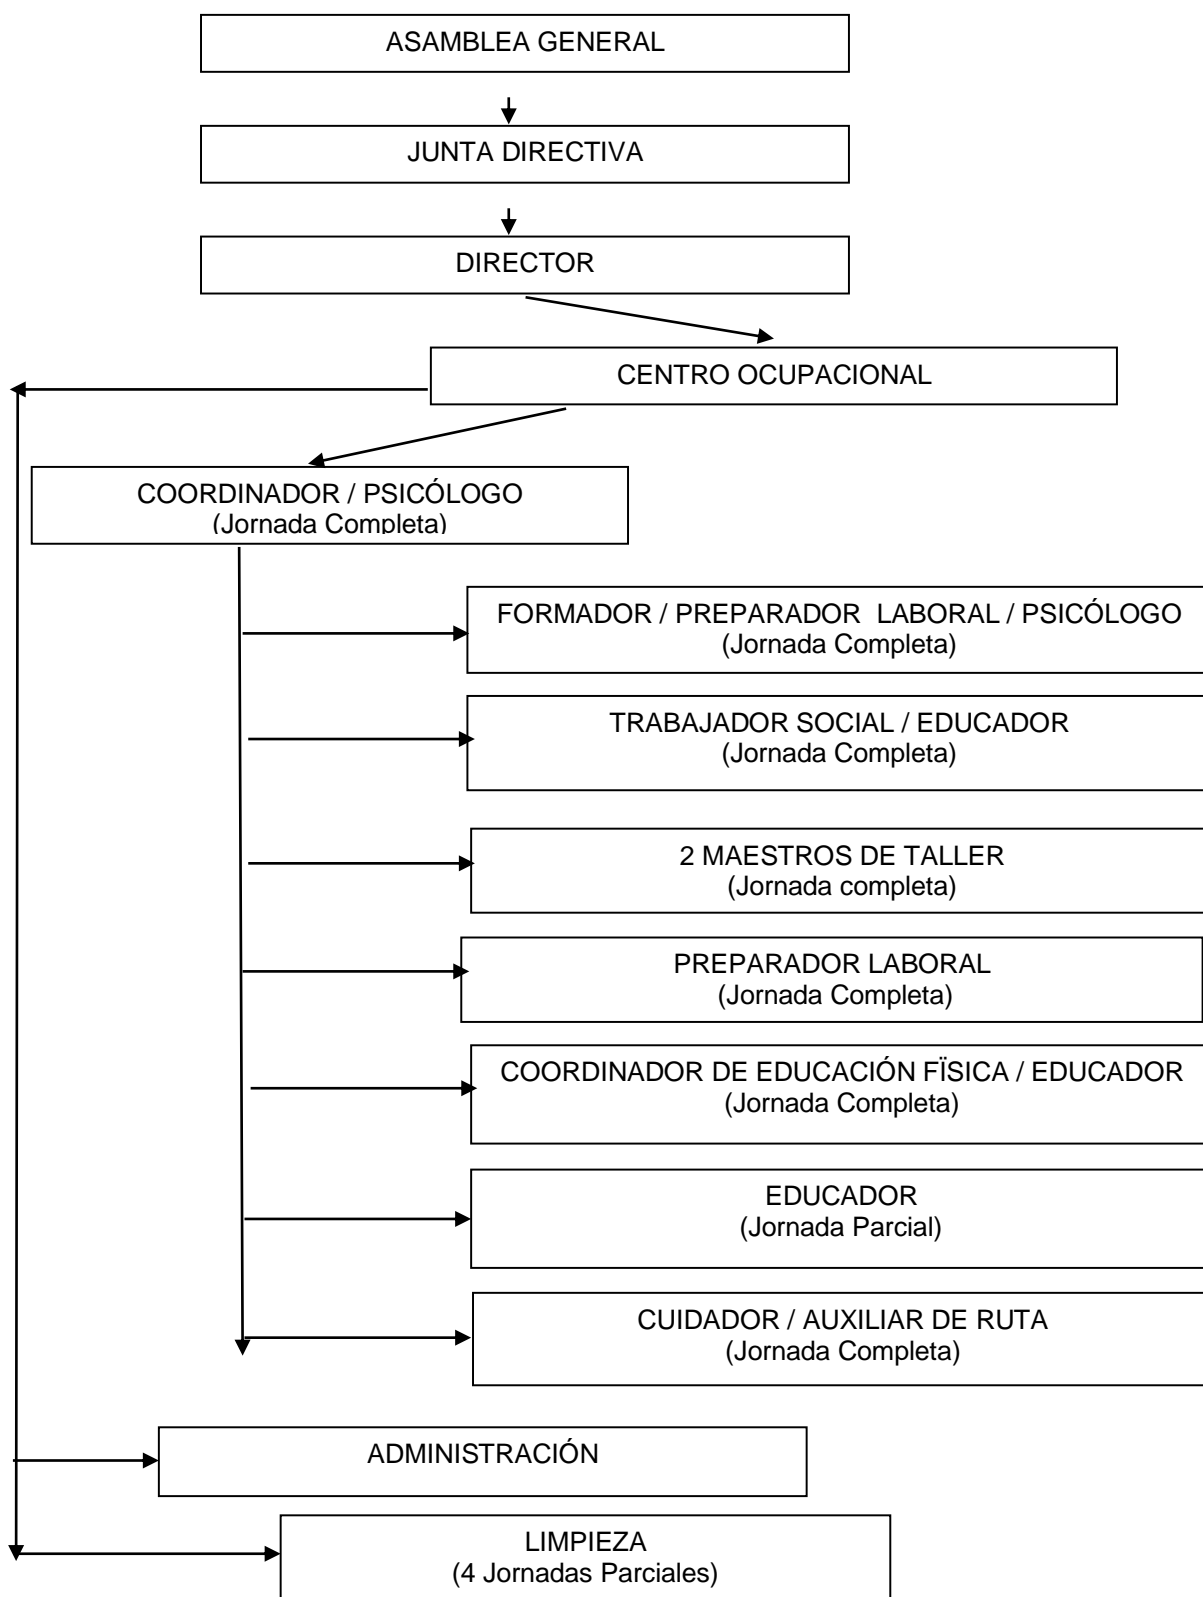 ASAMBLEA GENERAL
JUNTA DIRECTIVA
DIRECTOR
CENTRO OCUPACIONAL
COORDINADOR / PSICÓLOGO
(Jornada Completa)
FORMADOR / PREPARADOR LABORAL / PSICÓLOGO
(Jornada Completa)
TRABAJADOR SOCIAL / EDUCADOR
(Jornada Completa)
2 MAESTROS DE TALLER
(Jornada completa)
PREPARADOR LABORAL
(Jornada Completa)
COORDINADOR DE EDUCACIÓN FÏSICA / EDUCADOR
(Jornada Completa)
EDUCADOR
(Jornada Parcial)
CUIDADOR / AUXILIAR DE RUTA
(Jornada Completa)
ADMINISTRACIÓN
LIMPIEZA
(4 Jornadas Parciales)